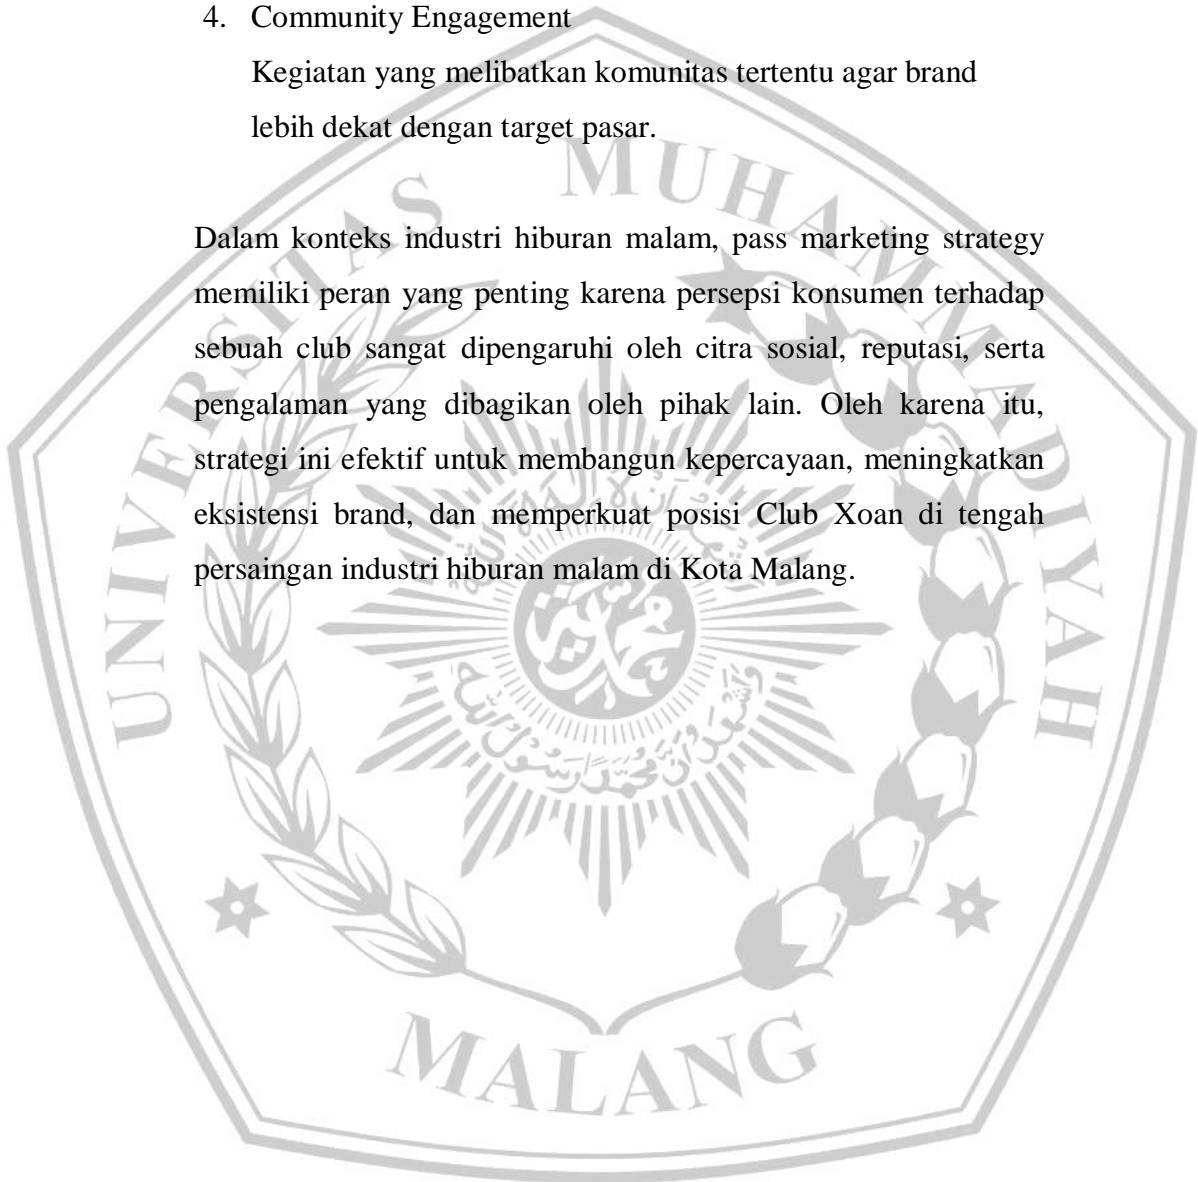 4. Community Engagement
Kegiatan yang melibatkan komunitas tertentu agar brand
lebih dekat dengan target pasar.
Dalam konteks industri hiburan malam, pass marketing strategy
memiliki peran yang penting karena persepsi konsumen terhadap
sebuah club sangat dipengaruhi oleh citra sosial, reputasi, serta
pengalaman yang dibagikan oleh pihak lain. Oleh karena itu,
strategi ini efektif untuk membangun kepercayaan, meningkatkan
eksistensi brand, dan memperkuat posisi Club Xoan di tengah
persaingan industri hiburan malam di Kota Malang.
UNIVERSITAS MUHAMMADIYAH
MALANG